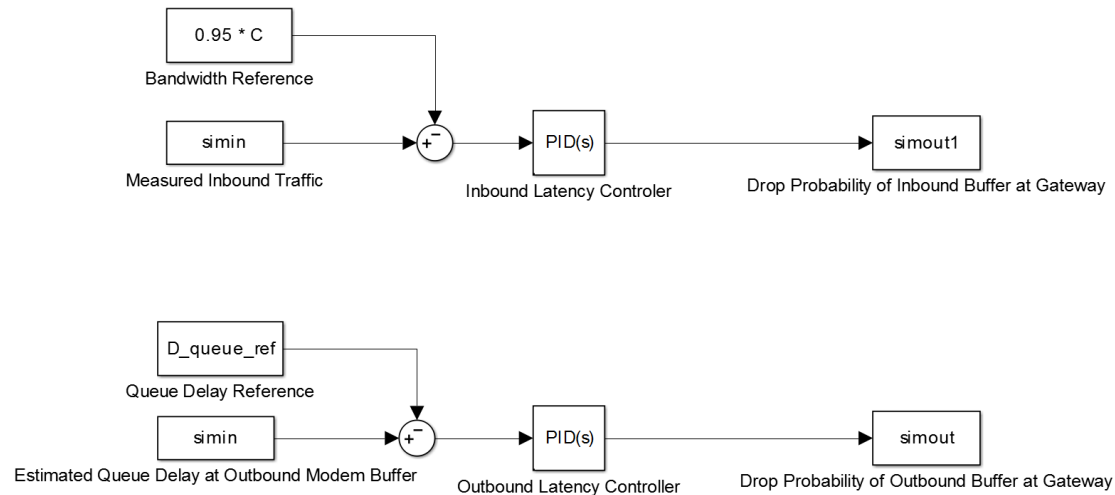 0.95 * C
Bandwidth Reference
simin
Measured Inbound Traffic
+
−
PID(s)
Inbound Latency Controler
simout1
Drop Probability of Inbound Buffer at Gateway
D_queue_ref
Queue Delay Reference
simin
Estimated Queue Delay at Outbound Modem Buffer
+
−
PID(s)
Outbound Latency Controller
simout
Drop Probability of Outbound Buffer at Gateway